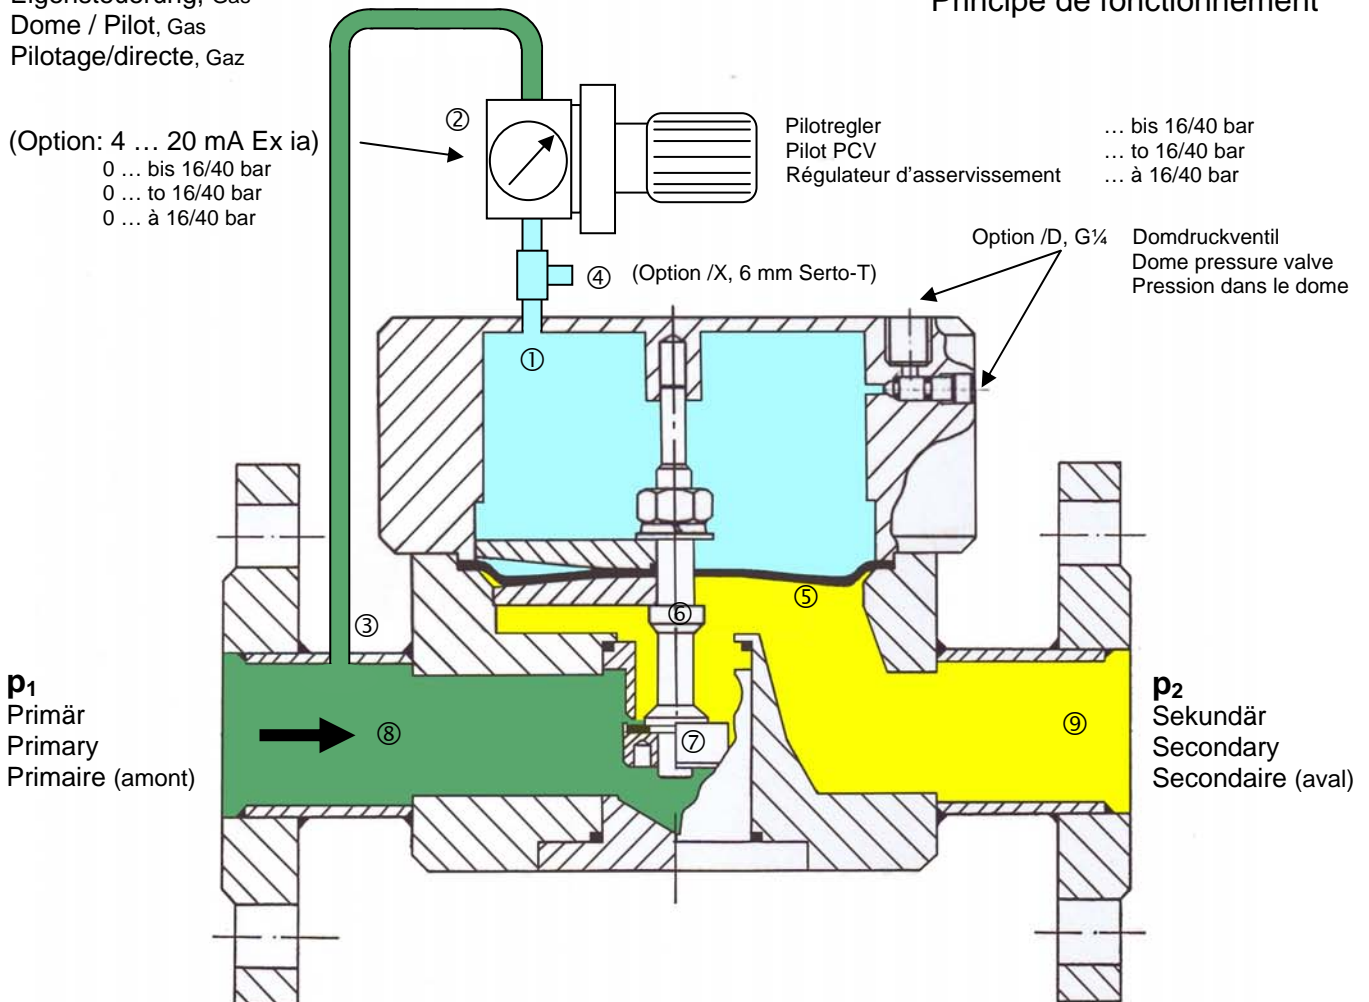 Eigensteuerung, Gas
Dome / Pilot, Gas
Pilotage/directe, Gaz
Principe de fonctionnement
②
(Option: 4 … 20 mA Ex ia)
0 … bis 16/40 bar
0 … to 16/40 bar
0 … à 16/40 bar
Pilotregler … bis 16/40 bar
Pilot PCV … to 16/40 bar
Régulateur d’asservissement … à 16/40 bar
Option /D, G¼ Domdruckventil
Dome pressure valve
Pression dans le dome
④ (Option /X, 6 mm Serto-T)
①
⑤
⑥
③
p₁
Primär
Primary
Primaire (amont)
⑧
⑦
⑨
p₂
Sekundär
Secondary
Secondaire (aval)